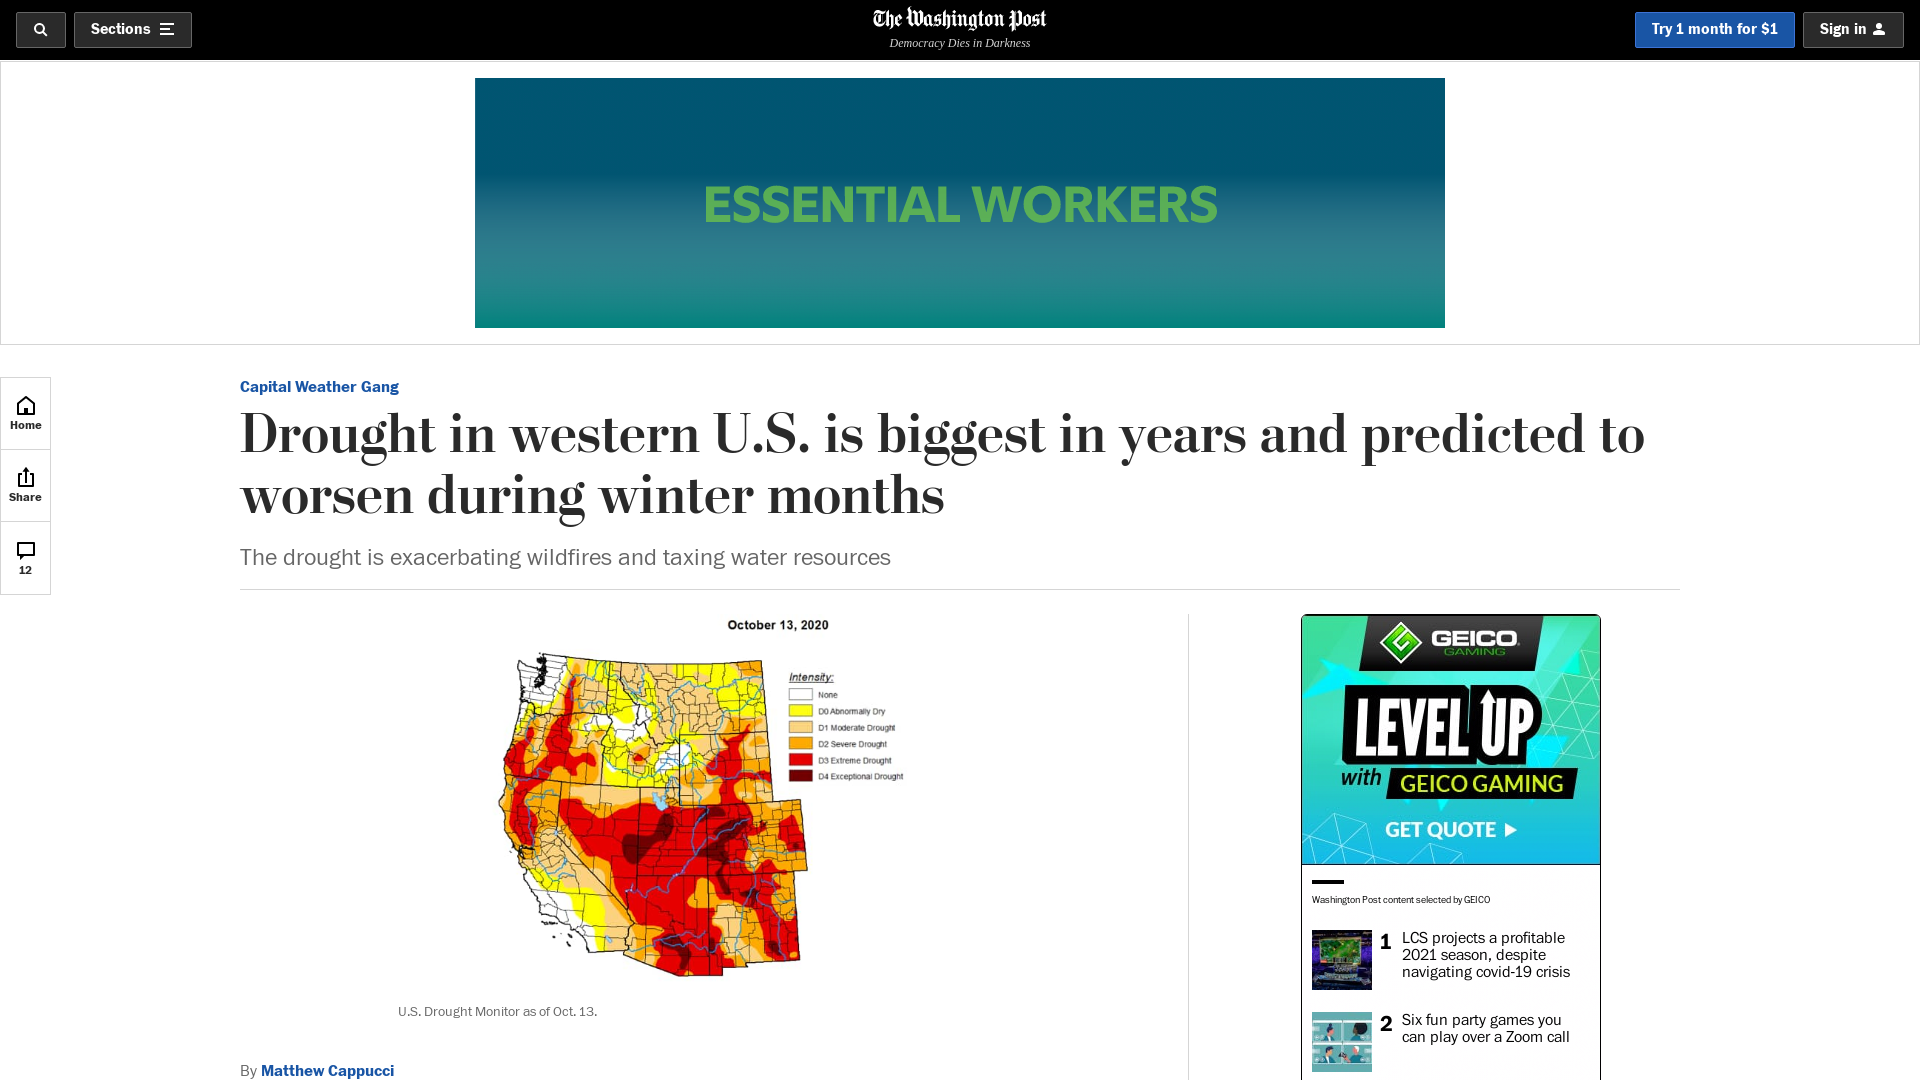 Sections
The Washington Post
Democracy Dies in Darkness
Try 1 month for $1
Sign in
ESSENTIAL WORKERS
Home
Share
12
Capital Weather Gang
Drought in western U.S. is biggest in years and predicted to
worsen during winter months
The drought is exacerbating wildfires and taxing water resources
October 13, 2020
Intensity:
None
D0 Abnormally Dry
D1 Moderate Drought
D2 Severe Drought
D3 Extreme Drought
D4 Exceptional Drought
U.S. Drought Monitor as of Oct. 13.
By Matthew Cappucci
GEICO
GAMING
LEVEL UP
with GEICO GAMING
GET QUOTE
Washington Post content selected by GEICO
1 LCS projects a profitable
2021 season, despite
navigating covid-19 crisis
2 Six fun party games you
can play over a Zoom call